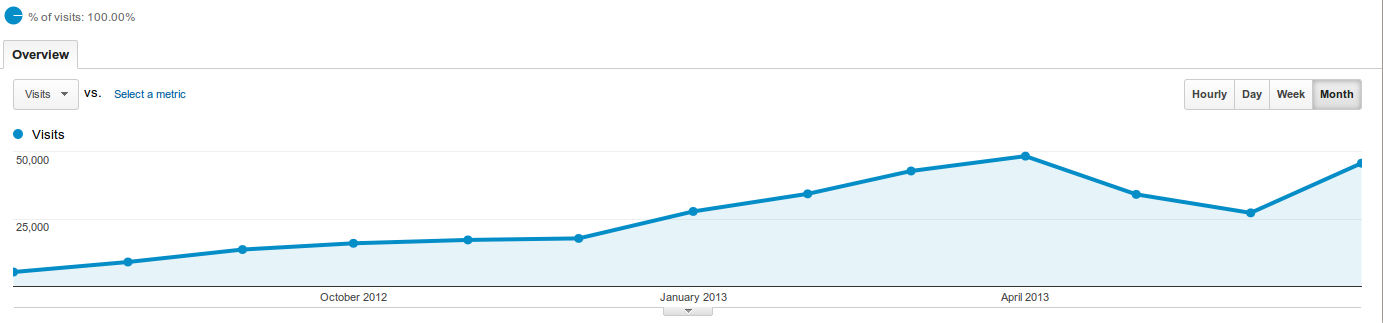 % of visits: 100.00%
Overview
Visits vs. Select a metric Hourly Day Week Month
Visits
50,000
25,000
October 2012 January 2013 April 2013